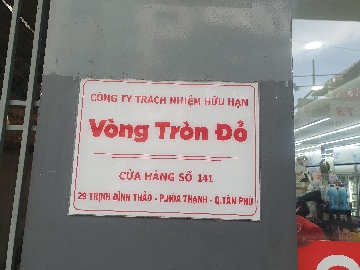 CÔNG TY TRÁCH NHIỆM HỮU HẠN
Vòng Tròn Đỏ
CỬA HÀNG SỐ 141
29 TRỊNH ĐÌNH THẢO - P.HÒA THẠNH - Q.TÂN PHÚ